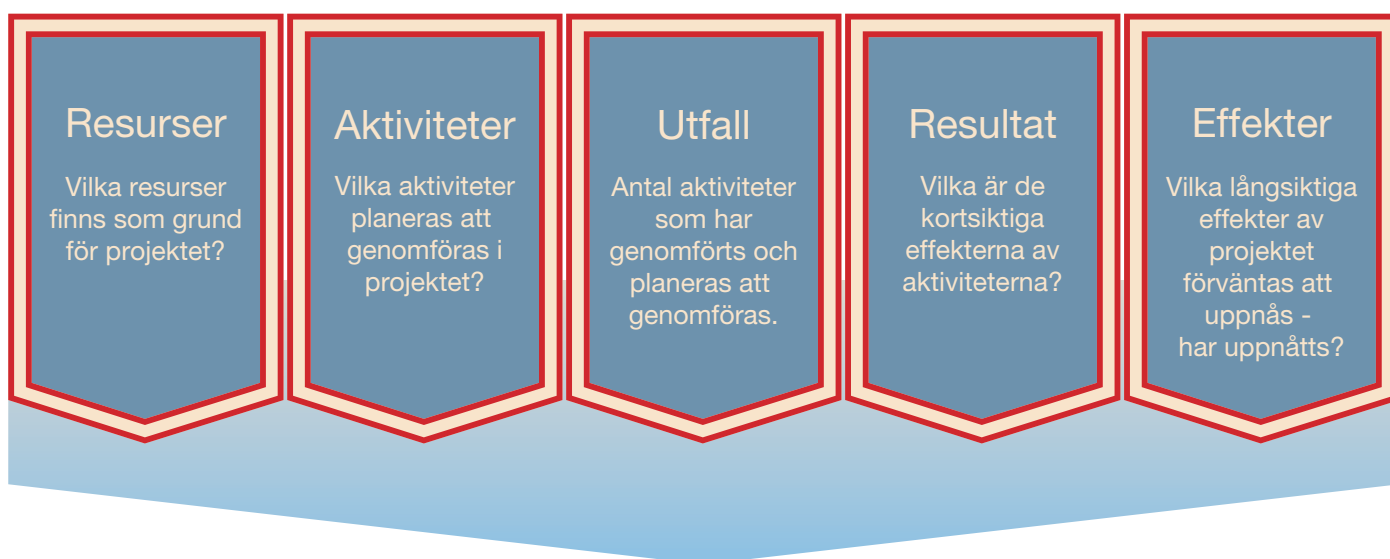 Resurser
Vilka resurser
finns som grund
för projektet?
Aktiviteter
Vilka aktiviteter
planeras att
genomföras i
projektet?
Utfall
Antal aktiviteter
som har
genomförts och
planeras att
genomföras.
Resultat
Vilka är de
kortsiktiga
effekterna av
aktiviteterna?
Effekter
Vilka långsiktiga
effekter av
projektet
förväntas att
uppnås -
har uppnåtts?